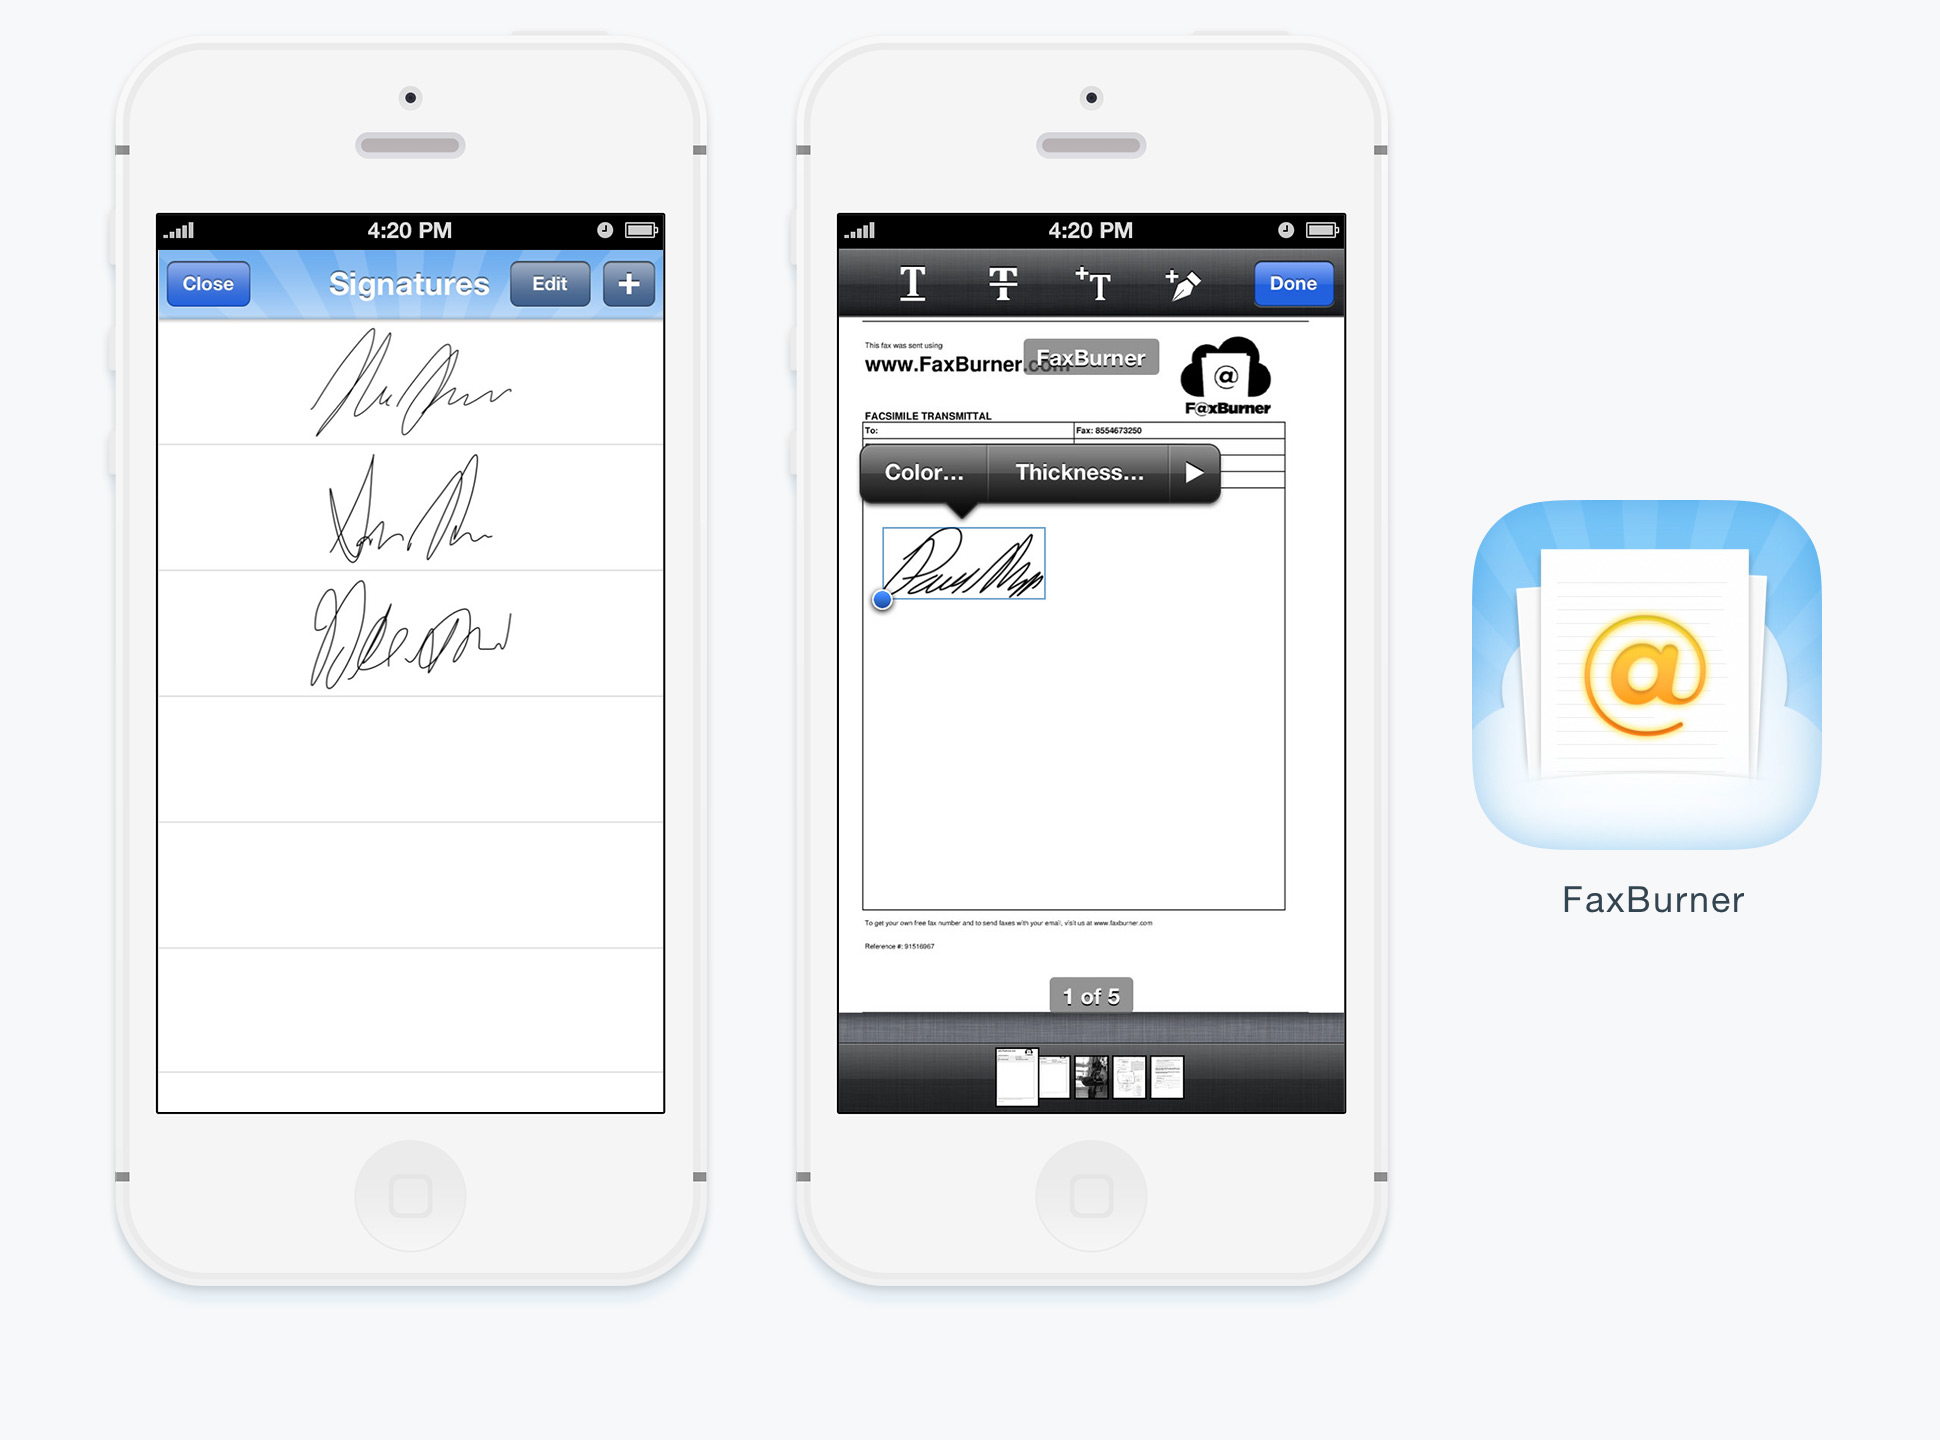 4:20 PM
Close
Signatures
Edit
+
4:20 PM
T
T
+T
Done
This fax was sent using
www.FaxBurner.com
FaxBurner
@
F@xBurner
FACSIMILE TRANSMITTAL
To:
Fax: 8554673250
Color...
Thickness...
To get your own free fax number and to send faxes with your email, visit us at www.faxburner.com
Reference #: 91516967
1 of 5
@
FaxBurner